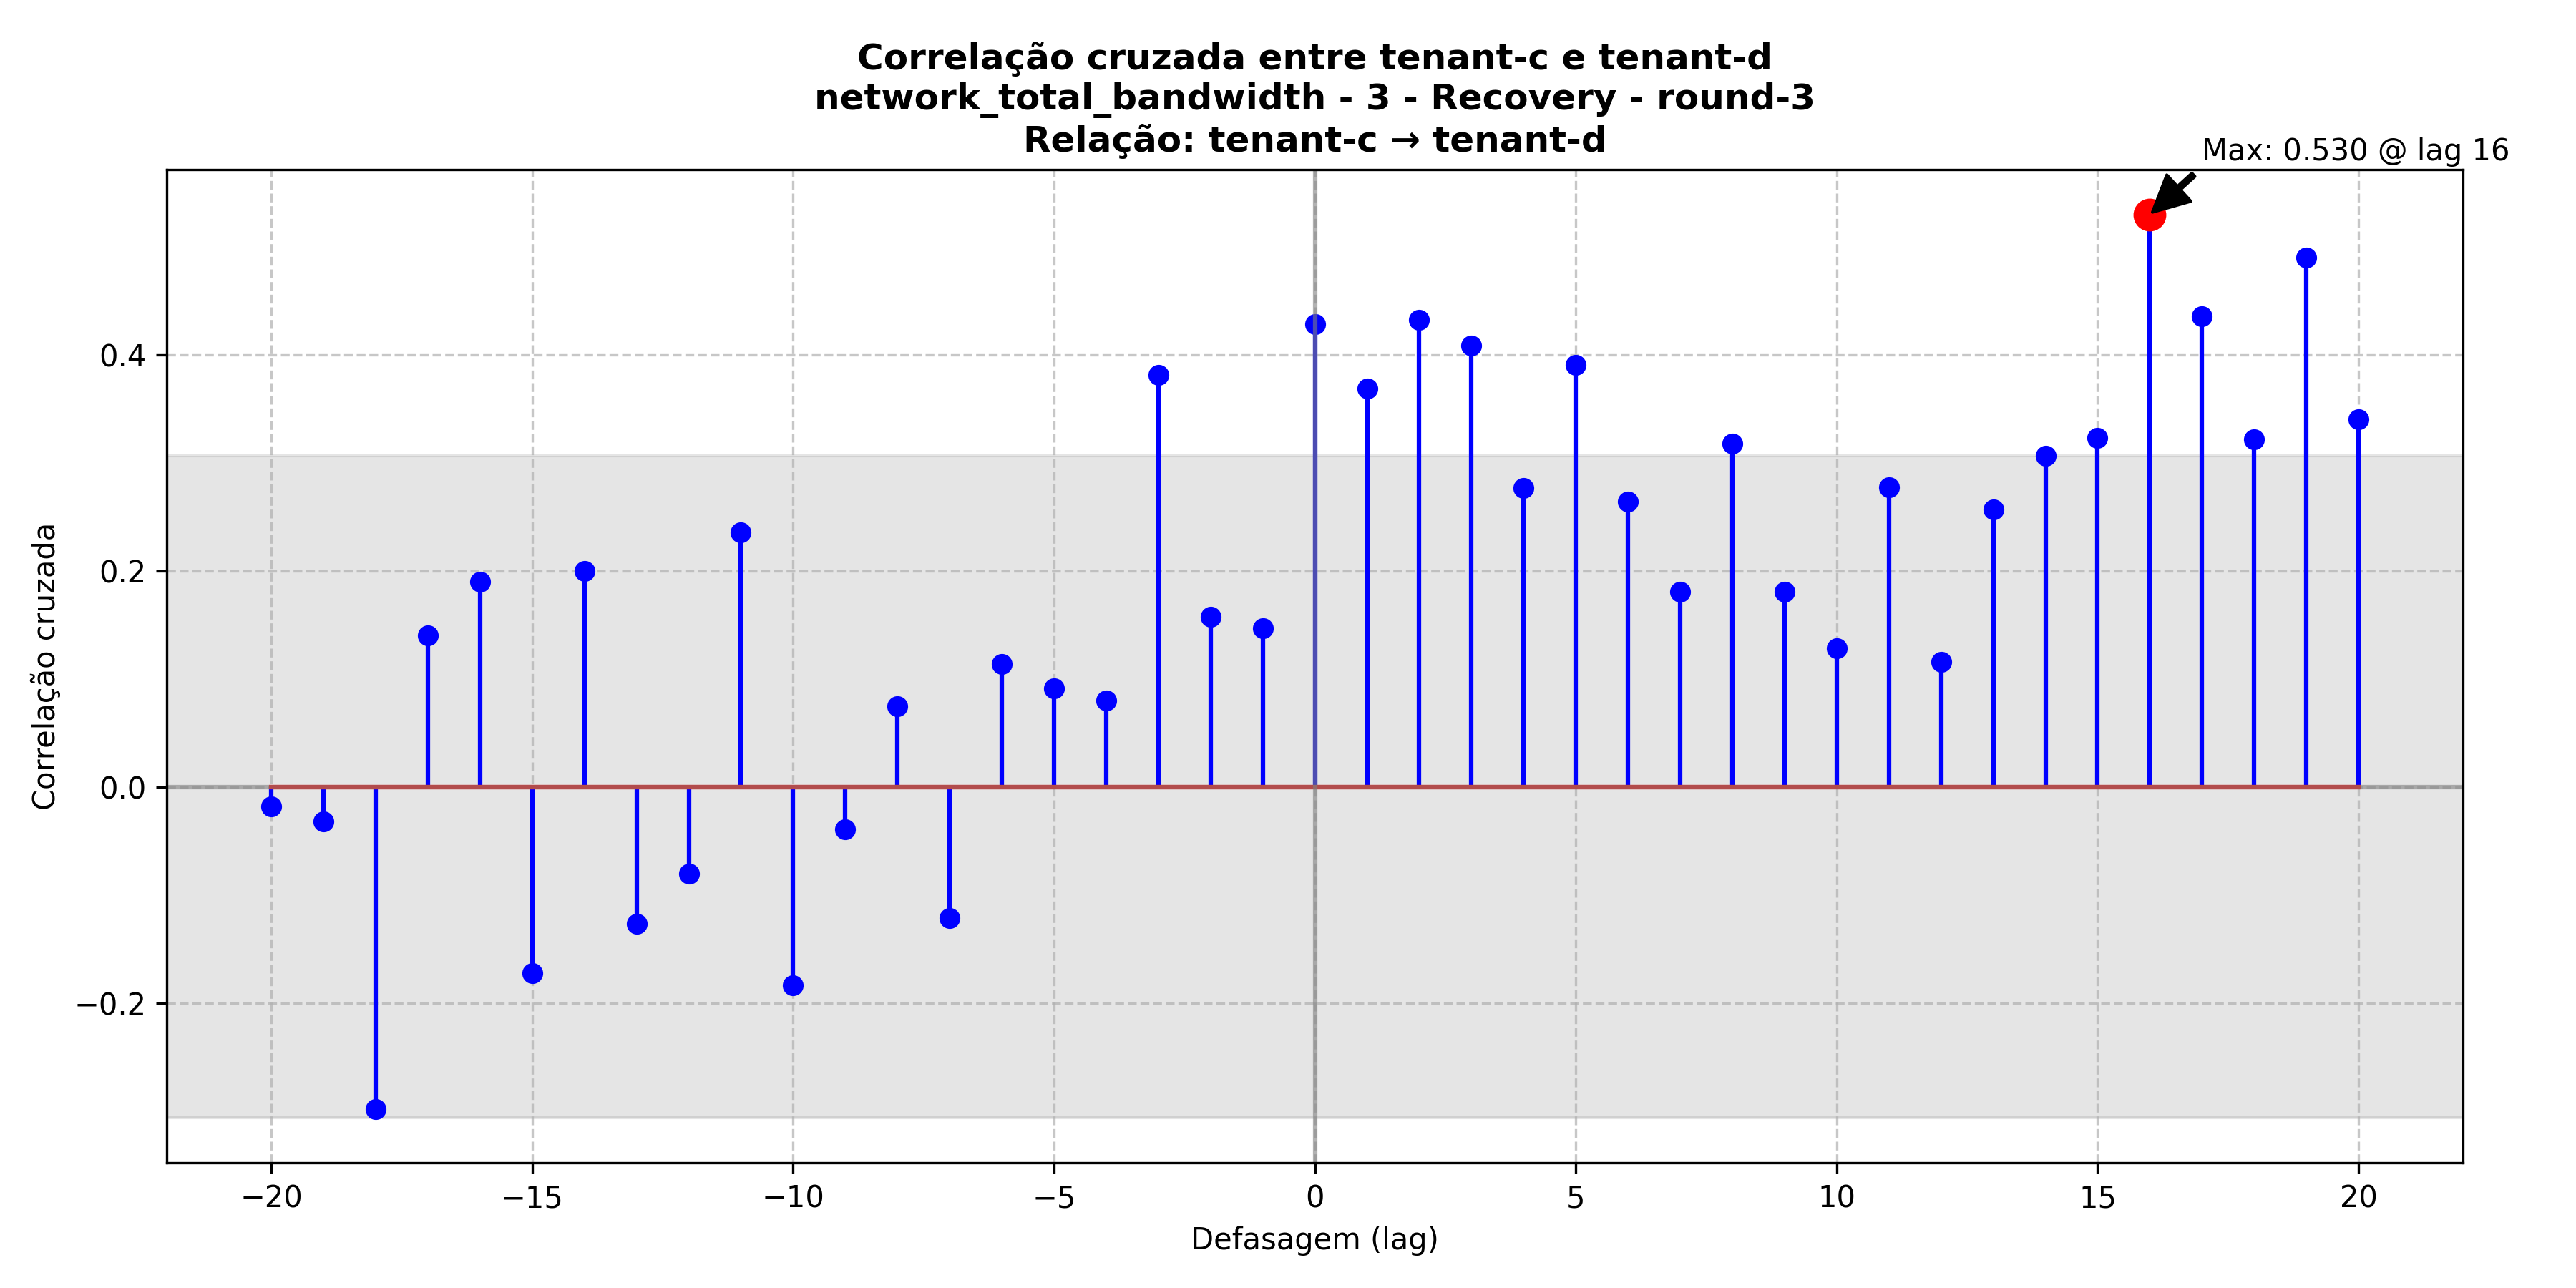 Correlação cruzada entre tenant-c e tenant-d
network_total_bandwidth - 3 - Recovery - round-3
Relação: tenant-c → tenant-d
Max: 0.530 @ lag 16
0.4
0.2
0.0
−0.2
Correlação cruzada
−20 −15 −10 −5 0 5 10 15 20
Defasagem (lag)